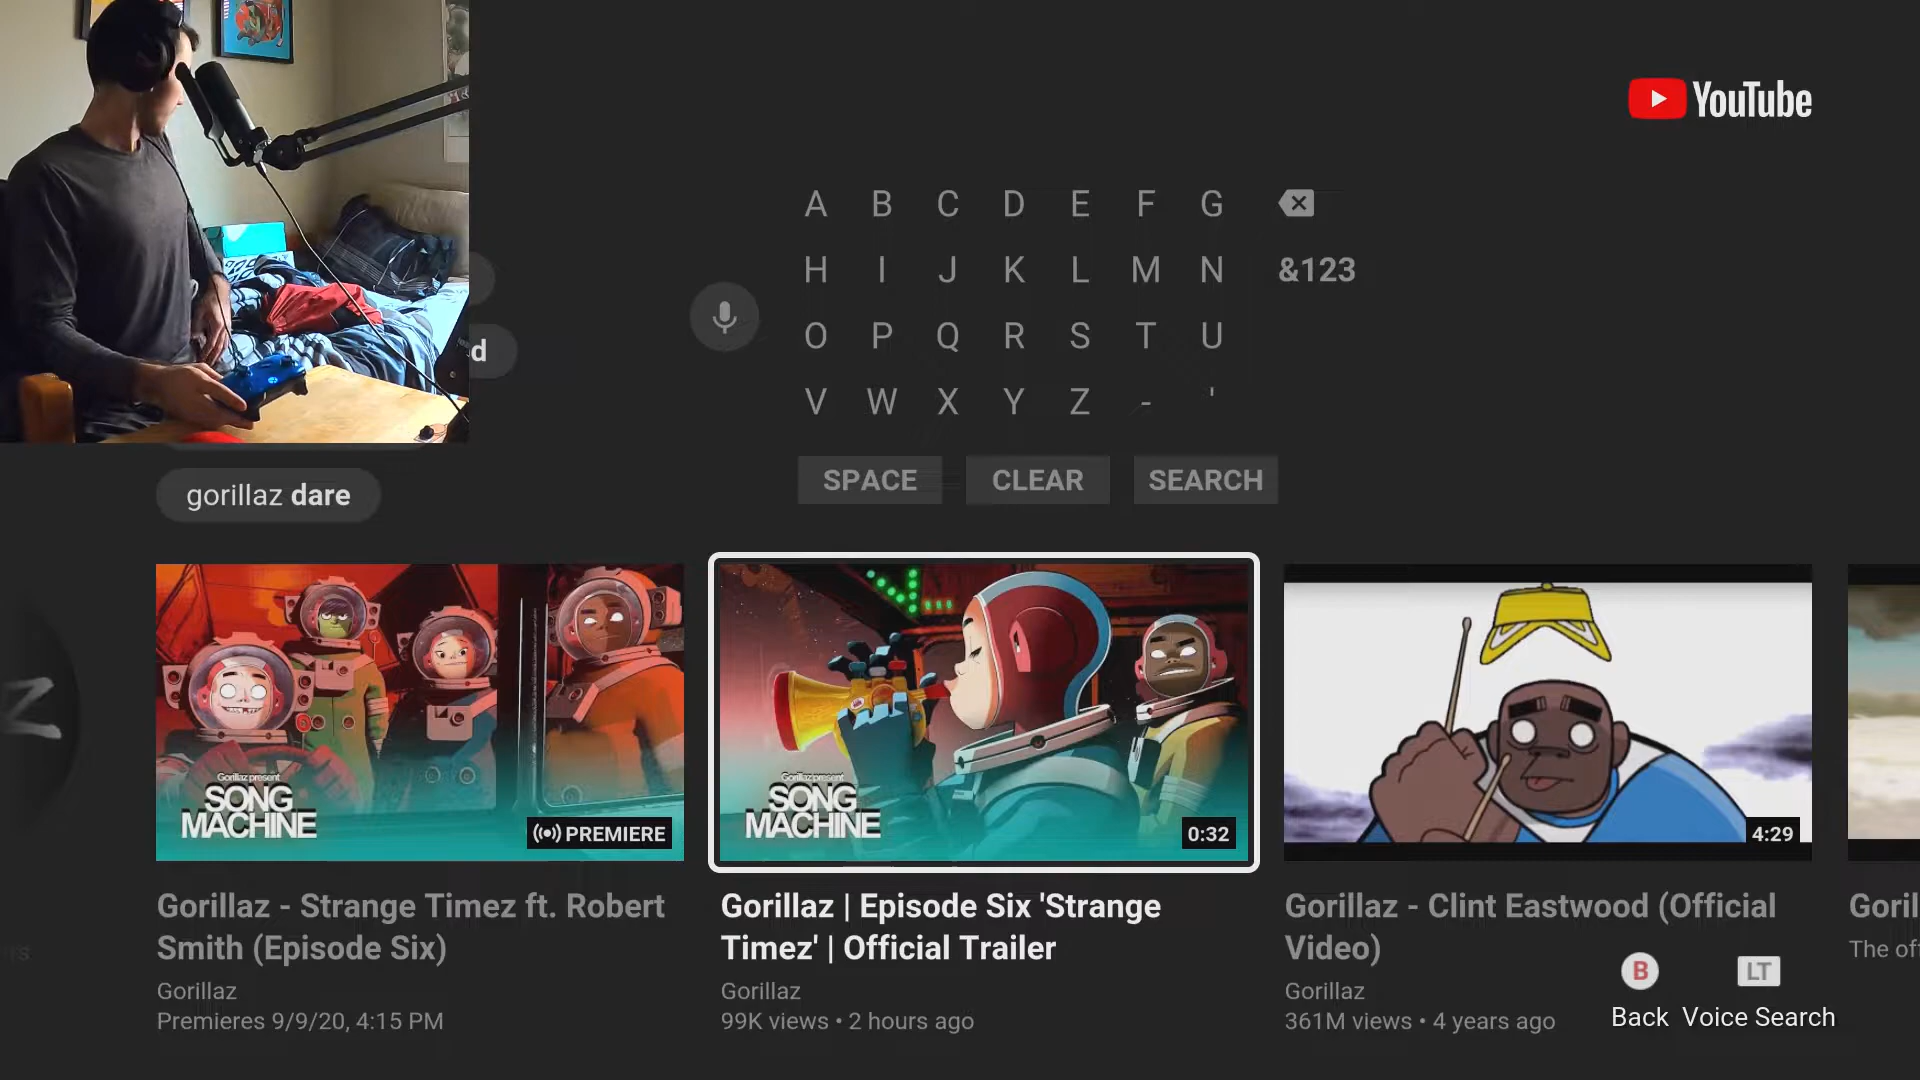 YouTube
A B C D E F G
H I J K L M N &123
O P Q R S T U
d
V W X Y Z - '
gorillaz dare
SPACE CLEAR SEARCH
Gorillaz present
SONG
MACHINE
PREMIERE
Gorillaz present
SONG
MACHINE
0:32
4:29
Gorillaz - Strange Timez ft. Robert
Smith (Episode Six)
Gorillaz
Premieres 9/9/20, 4:15 PM
Gorillaz | Episode Six 'Strange
Timez' | Official Trailer
Gorillaz
99K views • 2 hours ago
Gorillaz - Clint Eastwood (Official
Video)
Gorillaz
361M views • 4 years ago
Goril
The of
B LT
Back Voice Search